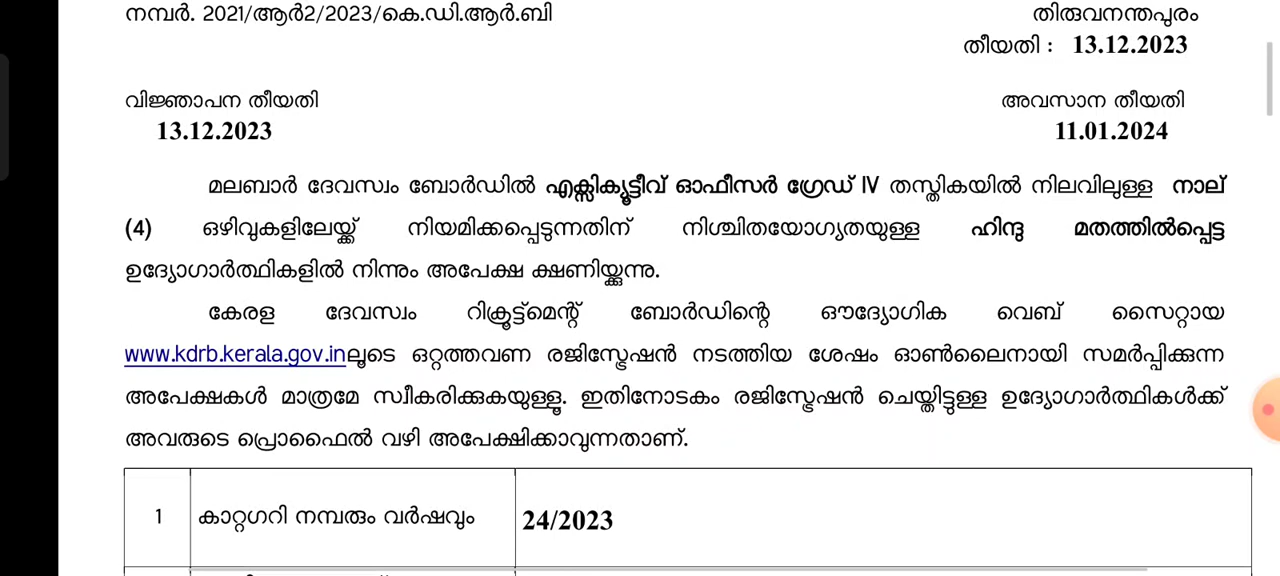 നമ്പർ. 2021/ആർ2/2023/കെ.ഡി.ആർ.ബി തിരുവനന്തപുരം
തീയതി : 13.12.2023
വിജ്ഞാപന തീയതി അവസാന തീയതി
13.12.2023 11.01.2024
മലബാർ ദേവസ്വം ബോർഡിൽ എക്സിക്യൂട്ടീവ് ഓഫീസർ ഗ്രേഡ് IV തസ്തികയിൽ നിലവിലുള്ള നാല്
(4) ഒഴിവുകളിലേയ്ക്ക് നിയമിക്കപ്പെടുന്നതിന് നിശ്ചിതയോഗ്യതയുള്ള ഹിന്ദു മതത്തിൽപ്പെട്ട
ഉദ്യോഗാർത്ഥികളിൽ നിന്നും അപേക്ഷ ക്ഷണിയ്ക്കുന്നു.
കേരള ദേവസ്വം റിക്രൂട്ട്മെന്റ് ബോർഡിന്റെ ഔദ്യോഗിക വെബ് സൈറ്റായ
www.kdrb.kerala.gov.inലൂടെ ഒറ്റത്തവണ രജിസ്ട്രേഷൻ നടത്തിയ ശേഷം ഓൺലൈനായി സമർപ്പിക്കുന്ന
അപേക്ഷകൾ മാത്രമേ സ്വീകരിക്കുകയുള്ളൂ. ഇതിനോടകം രജിസ്ട്രേഷൻ ചെയ്തിട്ടുള്ള ഉദ്യോഗാർത്ഥികൾക്ക്
അവരുടെ പ്രൊഫൈൽ വഴി അപേക്ഷിക്കാവുന്നതാണ്.
1 കാറ്റഗറി നമ്പരും വർഷവും 24/2023